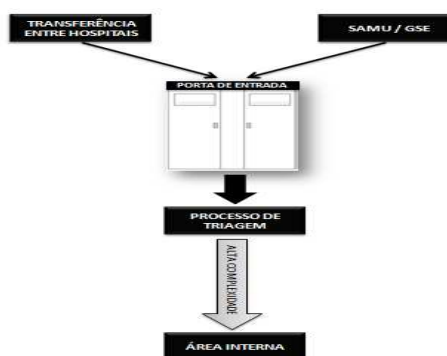 TRANSFERÊNCIA
ENTRE HOSPITAIS
SAMU / GSE
PORTA DE ENTRADA
PROCESSO DE
TRIAGEM
ALTA COMPLEXIDADE
ÁREA INTERNA